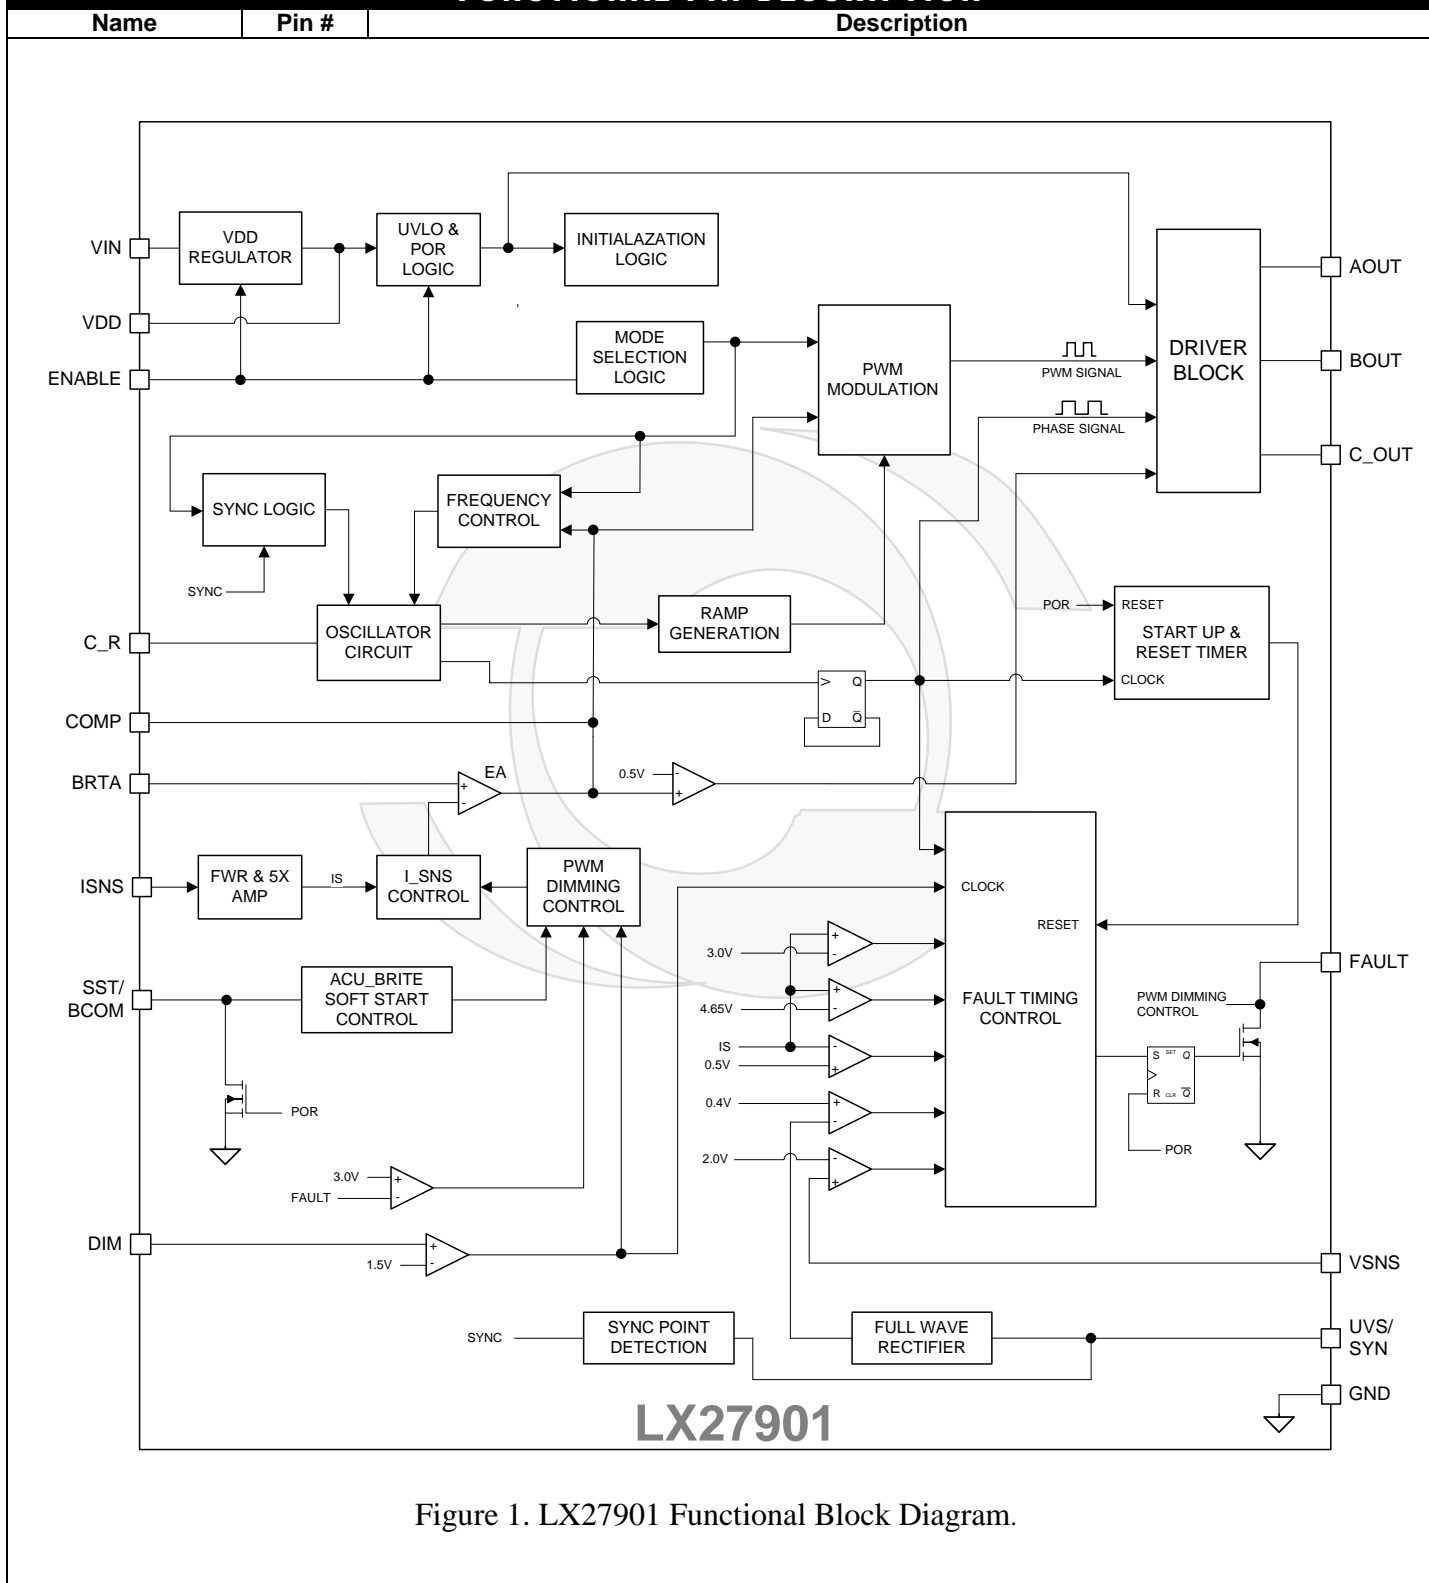 Name Pin # Description
VIN
VDD
REGULATOR
UVLO &
POR
LOGIC
INITIALAZATION
LOGIC
VDD
ENABLE
MODE
SELECTION
LOGIC
PWM
MODULATION
PWM SIGNAL
PHASE SIGNAL
DRIVER
BLOCK
AOUT
BOUT
C_OUT
SYNC LOGIC
SYNC
FREQUENCY
CONTROL
C_R
OSCILLATOR
CIRCUIT
RAMP
GENERATION
> Q
D Q
POR
RESET
START UP &
RESET TIMER
CLOCK
COMP
BRTA
+
-
EA
0.5V
-
+
ISNS
FWR & 5X
AMP
IS
I_SNS
CONTROL
PWM
DIMMING
CONTROL
CLOCK
RESET
FAULT TIMING
CONTROL
3.0V
+
-
4.65V
+
-
IS
0.5V
-
+
0.4V
+
-
2.0V
-
+
SST/
BCOM
ACU_BRITE
SOFT START
CONTROL
POR
FAULT
PWM DIMMING
CONTROL
S SET Q
R CLR Q
POR
3.0V
FAULT
+
-
DIM
1.5V
+
-
VSNS
SYNC
SYNC POINT
DETECTION
FULL WAVE
RECTIFIER
UVS/
SYN
GND
LX27901
Figure 1. LX27901 Functional Block Diagram.